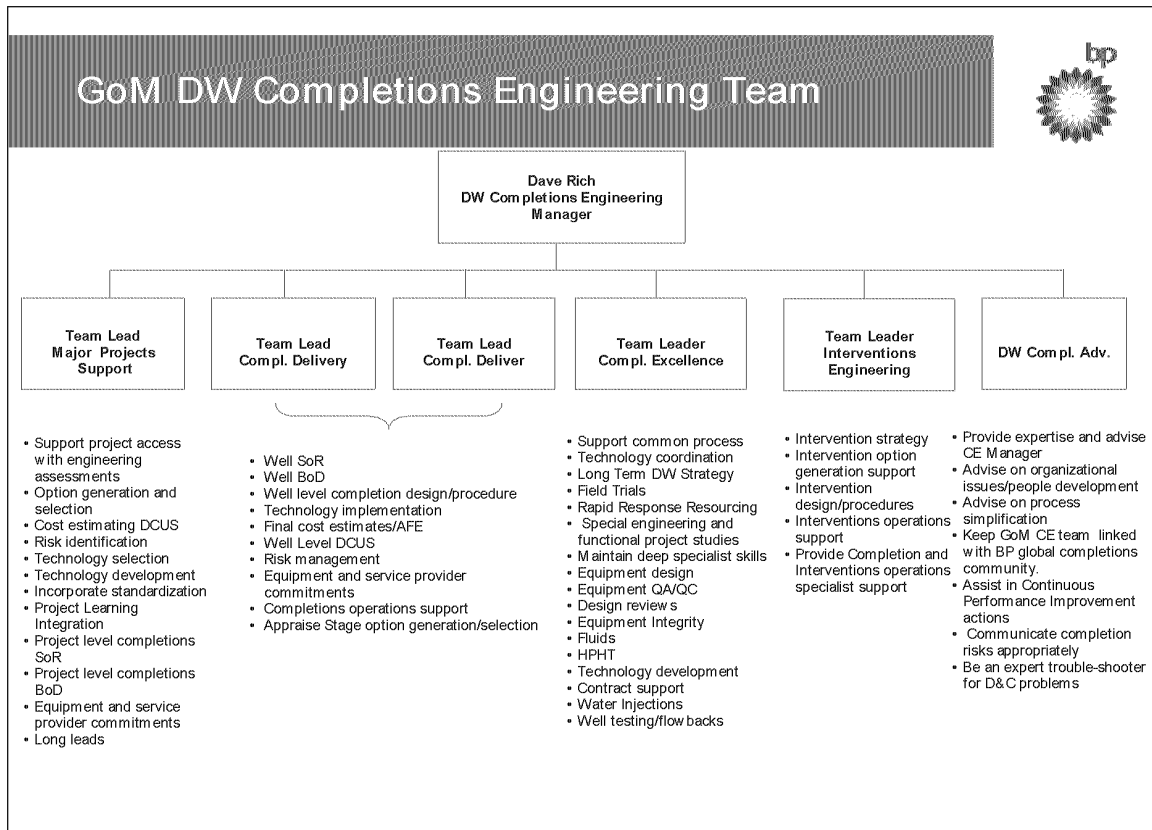 bp
GoM DW Completions Engineering Team
Dave Rich
DW Completions Engineering
Manager
Team Lead
Major Projects
Support
Team Lead
Compl. Delivery
Team Lead
Compl. Deliver
Team Leader
Compl. Excellence
Team Leader
Interventions
Engineering
DW Compl. Adv.
• Support project access
with engineering
assessments
• Option generation and
selection
• Cost estimating DCUS
• Risk identification
• Technology selection
• Technology development
• Incorporate standardization
• Project Learning
Integration
• Project level completions
SoR
• Project level completions
BoD
• Equipment and service
provider commitments
• Long leads
• Well SoR
• Well BoD
• Well level completion design/procedure
• Technology implementation
• Final cost estimates/AFE
• Well Level DCUS
• Risk management
• Equipment and service provider
commitments
• Completions operations support
• Appraise Stage option generation/selection
• Support common process
• Technology coordination
• Long Term DW Strategy
• Field Trials
• Rapid Response Resourcing
• Special engineering and
functional project studies
• Maintain deep specialist skills
• Equipment design
• Equipment QA/QC
• Design reviews
• Equipment Integrity
• Fluids
• HPHT
• Technology development
• Contract support
• Water Injections
• Well testing/flowbacks
• Intervention strategy
• Intervention option
generation support
• Intervention
design/procedures
• Interventions operations
support
• Provide Completion and
Interventions operations
specialist support
• Provide expertise and advise
CE Manager
• Advise on organizational
issues/people development
• Advise on process
simplification
• Keep GoM CE team linked
with BP global completions
community.
• Assist in Continuous
Performance Improvement
actions
• Communicate completion
risks appropriately
• Be an expert trouble-shooter
for D&C problems